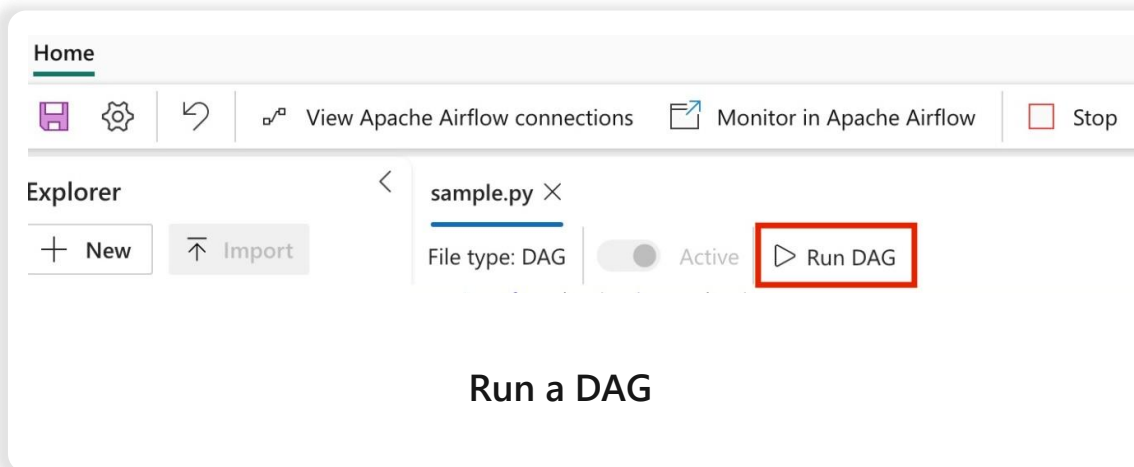 Home
View Apache Airflow connections Monitor in Apache Airflow Stop
Explorer
sample.py
New Import
File type: DAG Active Run DAG
Run a DAG